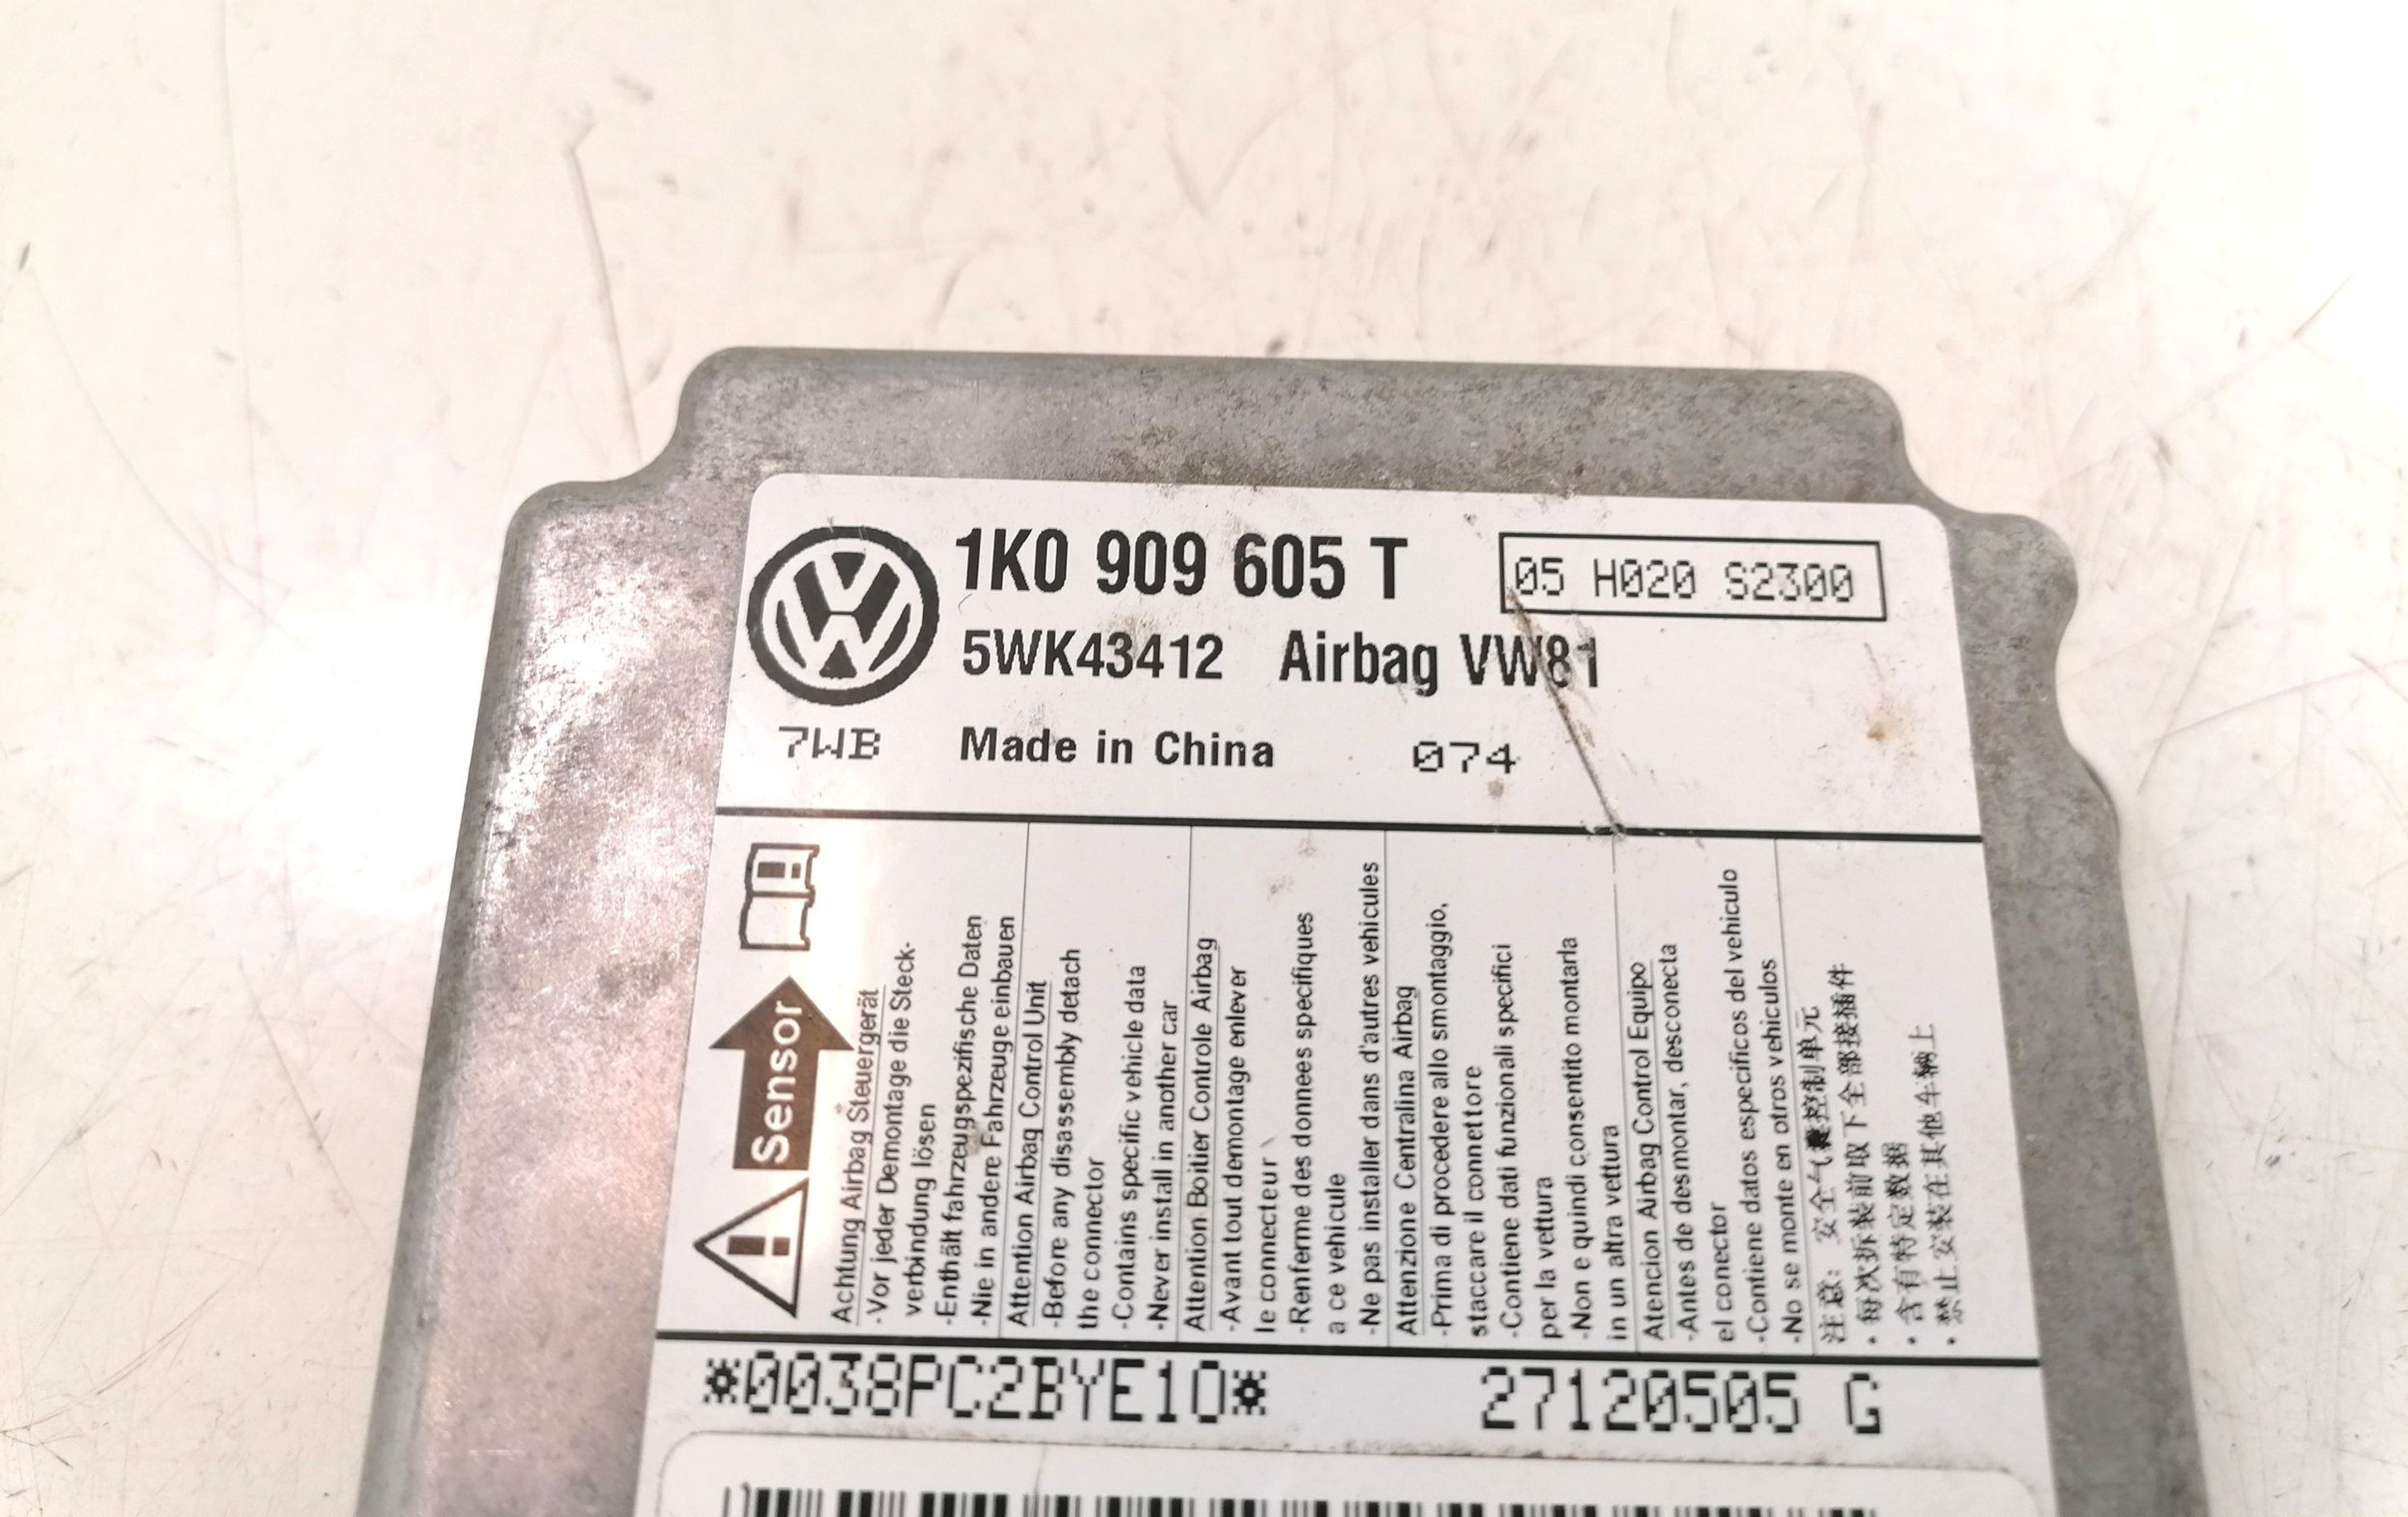 1K0 909 605 T
05 H020 S2300
5WK43412 Airbag VW81
7WB Made in China 074
Sensor
Achtung Airbag Steuergerät
-Vor jeder Demontage die Steck-
verbindung lösen
-Enthält fahrzeugspezifische Daten
-Nie in andere Fahrzeuge einbauen
Attention Airbag Control Unit
-Before any disassembly detach
the connector
-Contains specific vehicle data
-Never install in another car
Attention Boitier Controle Airbag
-Avant tout demontage enlever
le connecteur
-Renferme des donnees specifiques
a ce vehicule
-Ne pas installer dans d'autres vehicules
Attenzione Centralina Airbag
-Prima di procedere allo smontaggio,
staccare il connettore
-Contiene dati funzionali specifici
per la vettura
-Non e quindi consentito montarla
in un altra vettura
Atencion Airbag Control Equipo
-Antes de desmontar, desconecta
el conector
-Contiene datos especificos del vehiculo
-No se monte en otros vehiculos
注意：安全气囊控制单元
·每次拆装前取下全部接插件
·含有特定数据
·禁止安装在其他车辆上
*0038PC2BYE10* 27120505 G